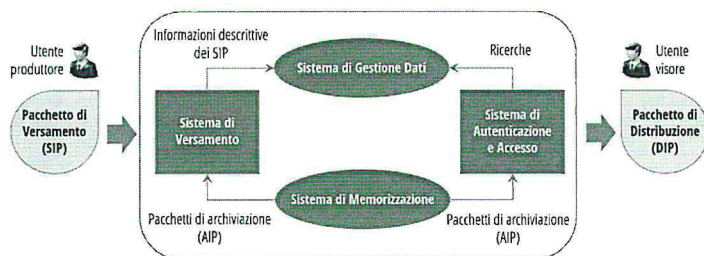 Utente
produttore
Pacchetto di
Versamento
(SIP)
Informazioni descrittive
dei SIP
Sistema di Gestione Dati
Ricerche
Sistema di
Versamento
Sistema di
Autenticazione
e Accesso
Sistema di Memorizzazione
Pacchetti di archiviazione
(AIP)
Pacchetti di archiviazione
(AIP)
Utente
visore
Pacchetto di
Distribuzione
(DIP)